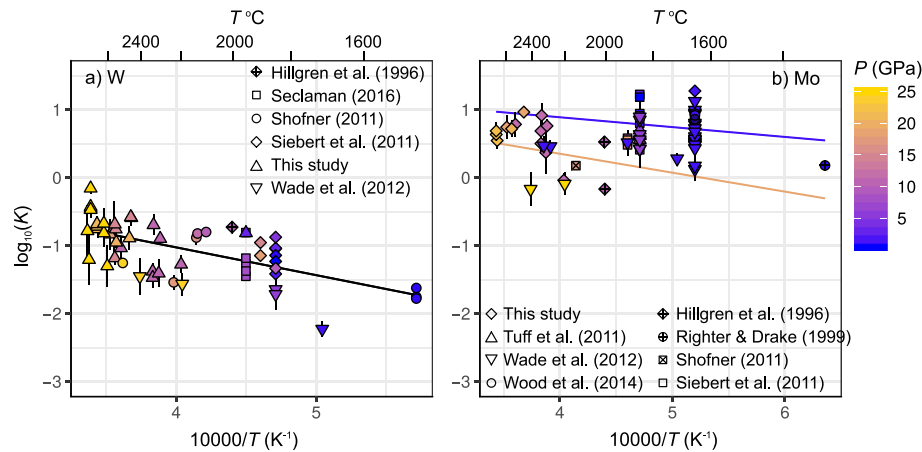 T °C
2400
2000
1600
a) W
Hillgren et al. (1996)
Seclaman (2016)
Shofner (2011)
Siebert et al. (2011)
This study
Wade et al. (2012)
log₁₀(K)
1
0
−1
−2
−3
4
5
10000/T (K⁻¹)
T °C
2400
2000
1600
b) Mo
1
0
−1
−2
−3
This study
Tuff et al. (2011)
Wade et al. (2012)
Wood et al. (2014)
Hillgren et al. (1996)
Righter & Drake (1999)
Shofner (2011)
Siebert et al. (2011)
4
5
6
10000/T (K⁻¹)
P (GPa)
25
20
15
10
5